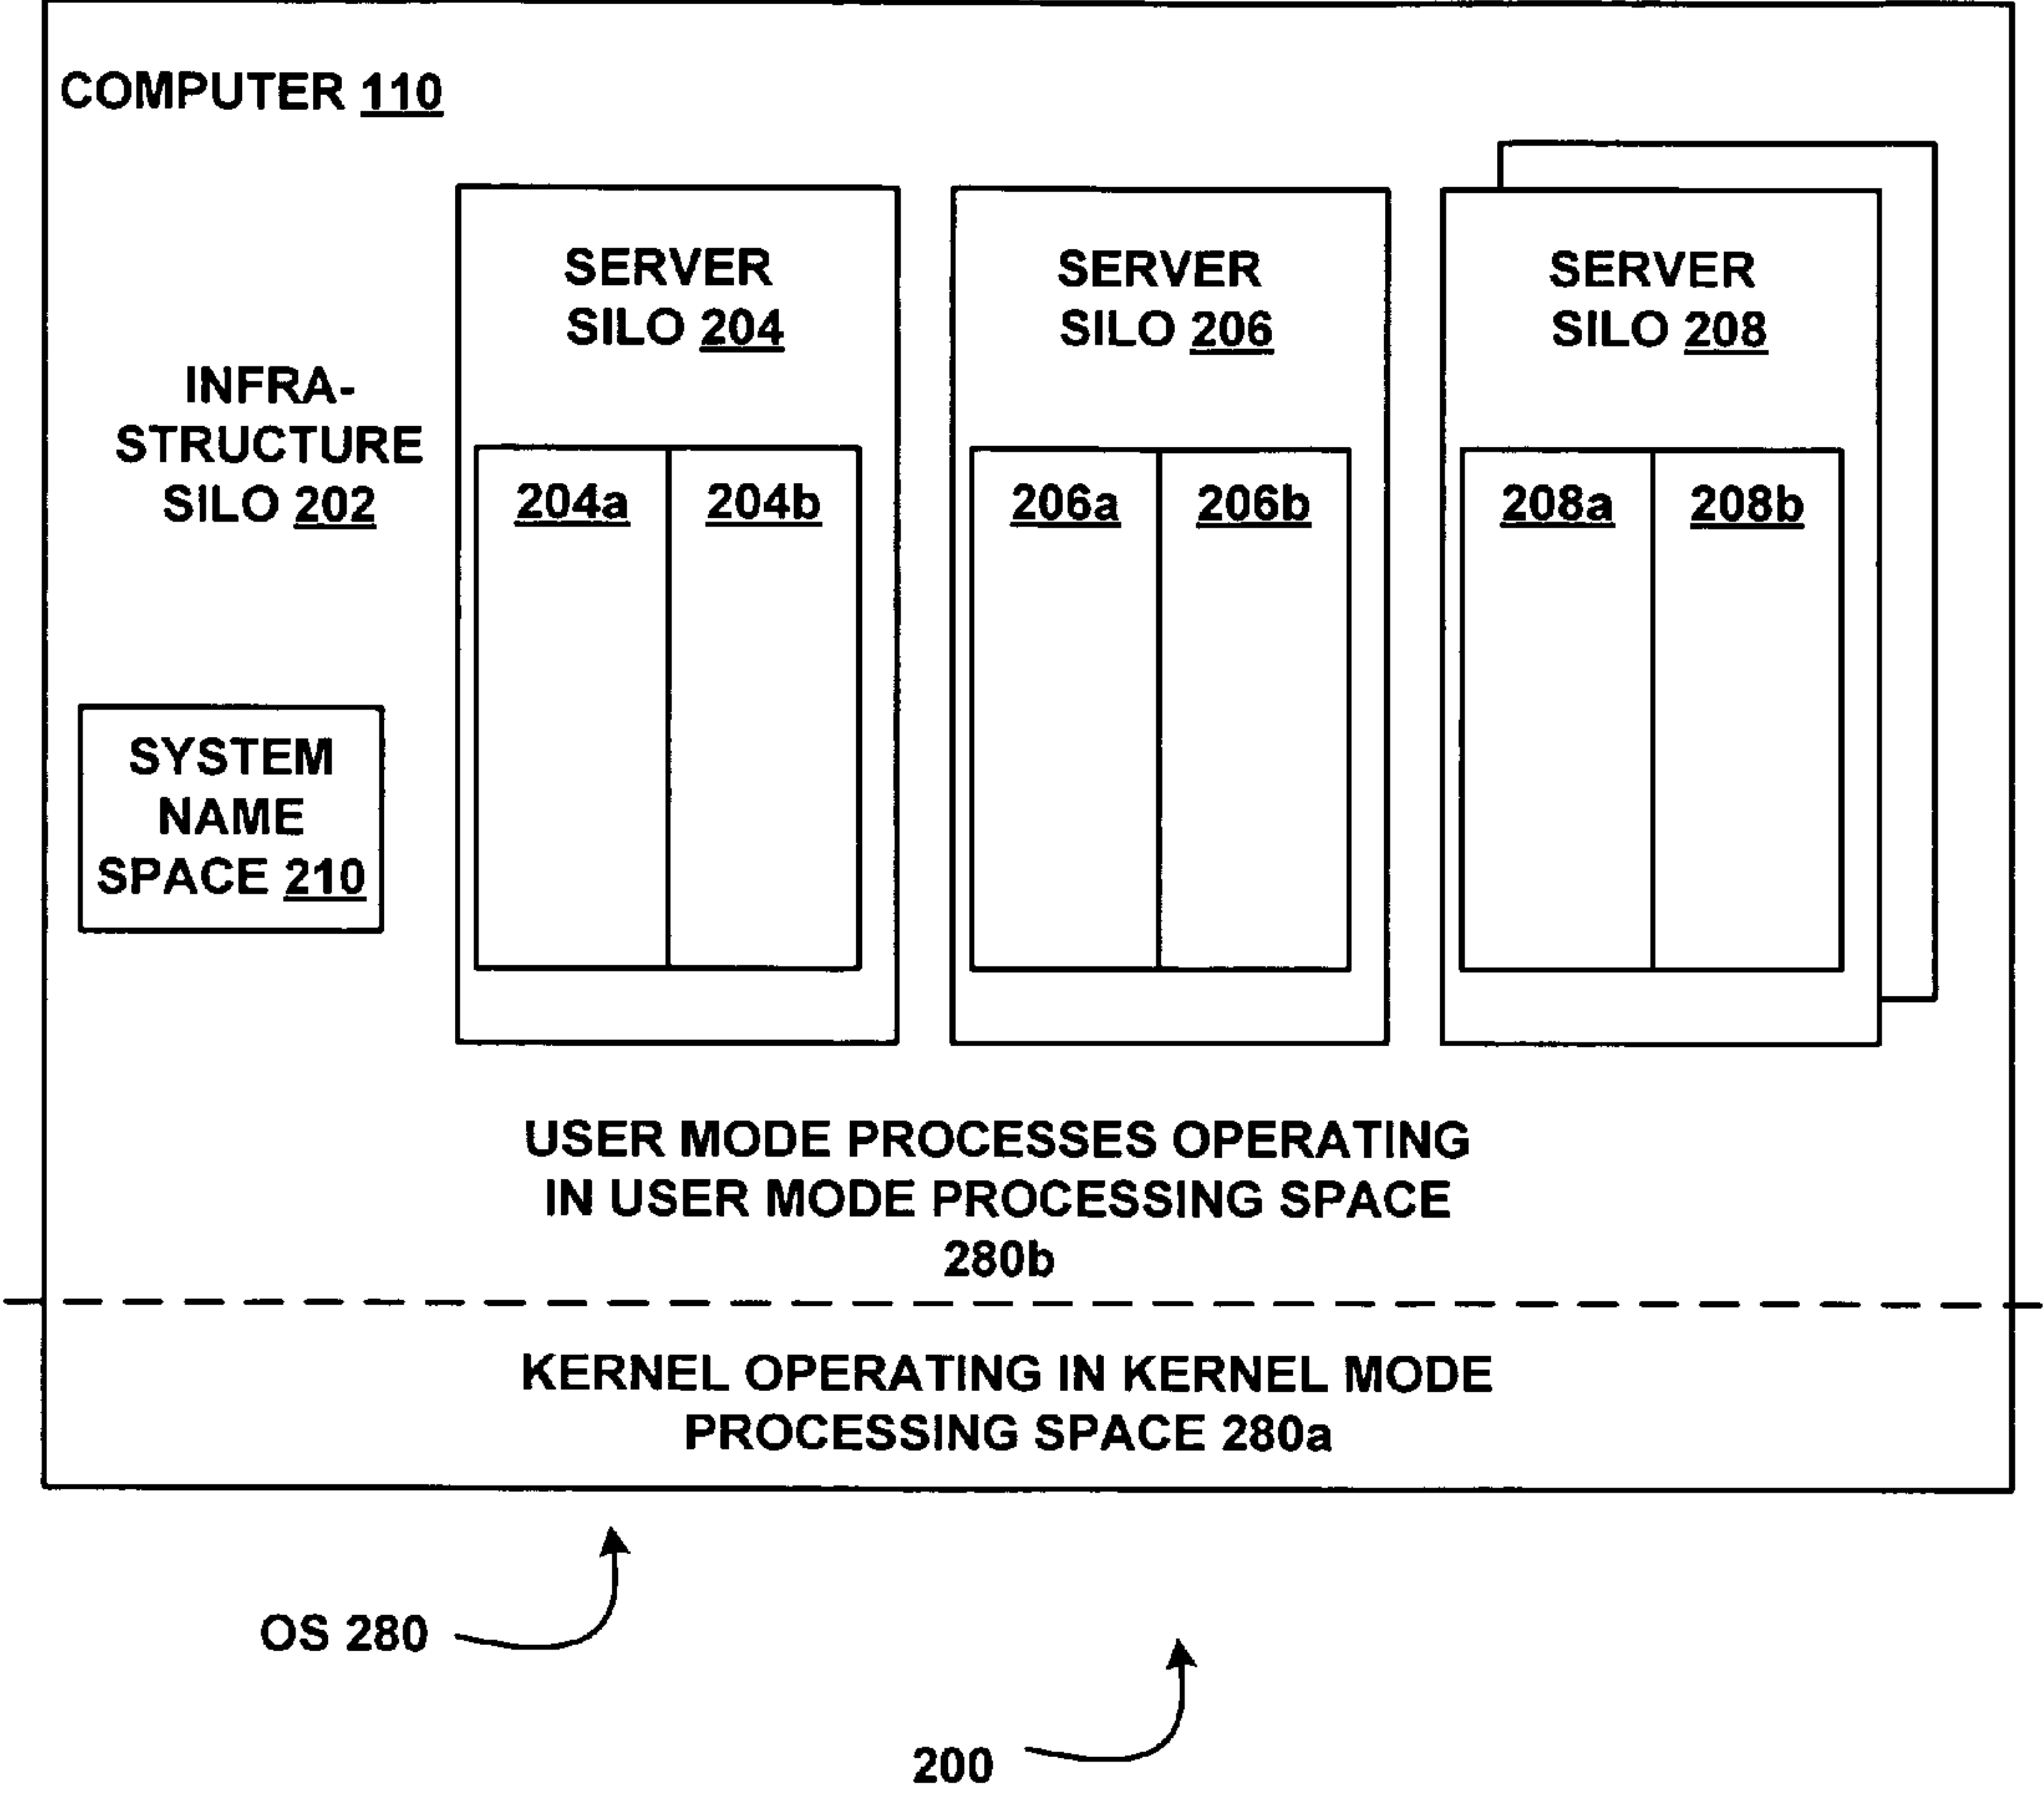 COMPUTER 110
INFRA-
STRUCTURE
SILO 202
SYSTEM
NAME
SPACE 210
SERVER
SILO 204
204a 204b
SERVER
SILO 206
206a 206b
SERVER
SILO 208
208a 208b
USER MODE PROCESSES OPERATING
IN USER MODE PROCESSING SPACE
280b
KERNEL OPERATING IN KERNEL MODE
PROCESSING SPACE 280a
OS 280
200